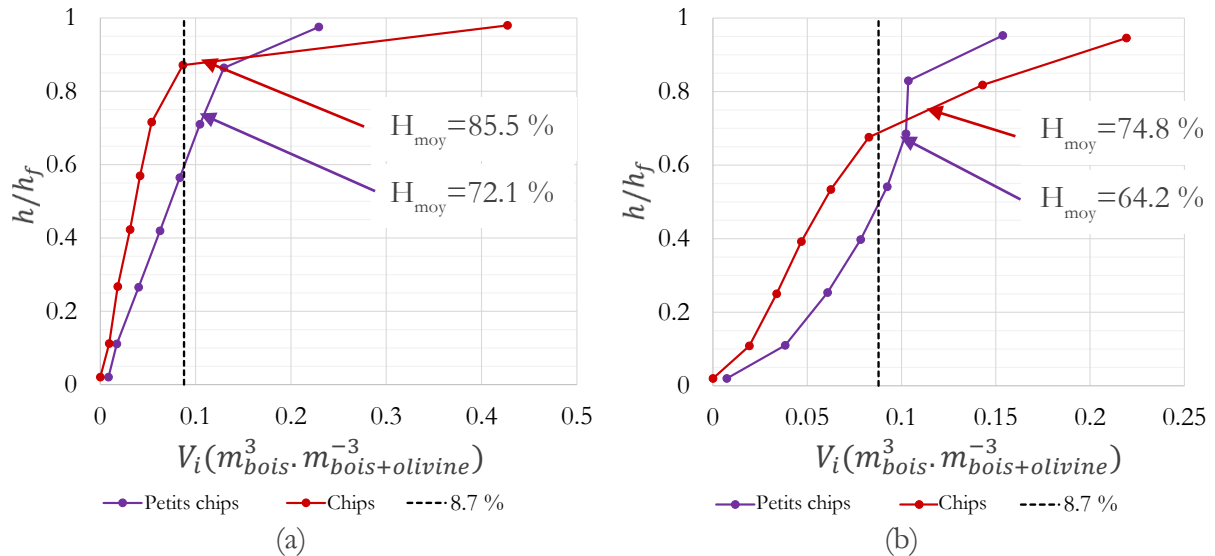 1
0.8
0.6
0.4
0.2
0
h/h_f
0 0.1 0.2 0.3 0.4 0.5
H_moy=85.5 %
H_moy=72.1 %
V_i(m³_bois.m⁻³_bois+olivine)
Petits chips Chips 8.7 %
(a)
1
0.8
0.6
0.4
0.2
0
h/h_f
0 0.05 0.1 0.15 0.2 0.25
H_moy=74.8 %
H_moy=64.2 %
V_i(m³_bois.m⁻³_bois+olivine)
Petits chips Chips 8.7 %
(b)